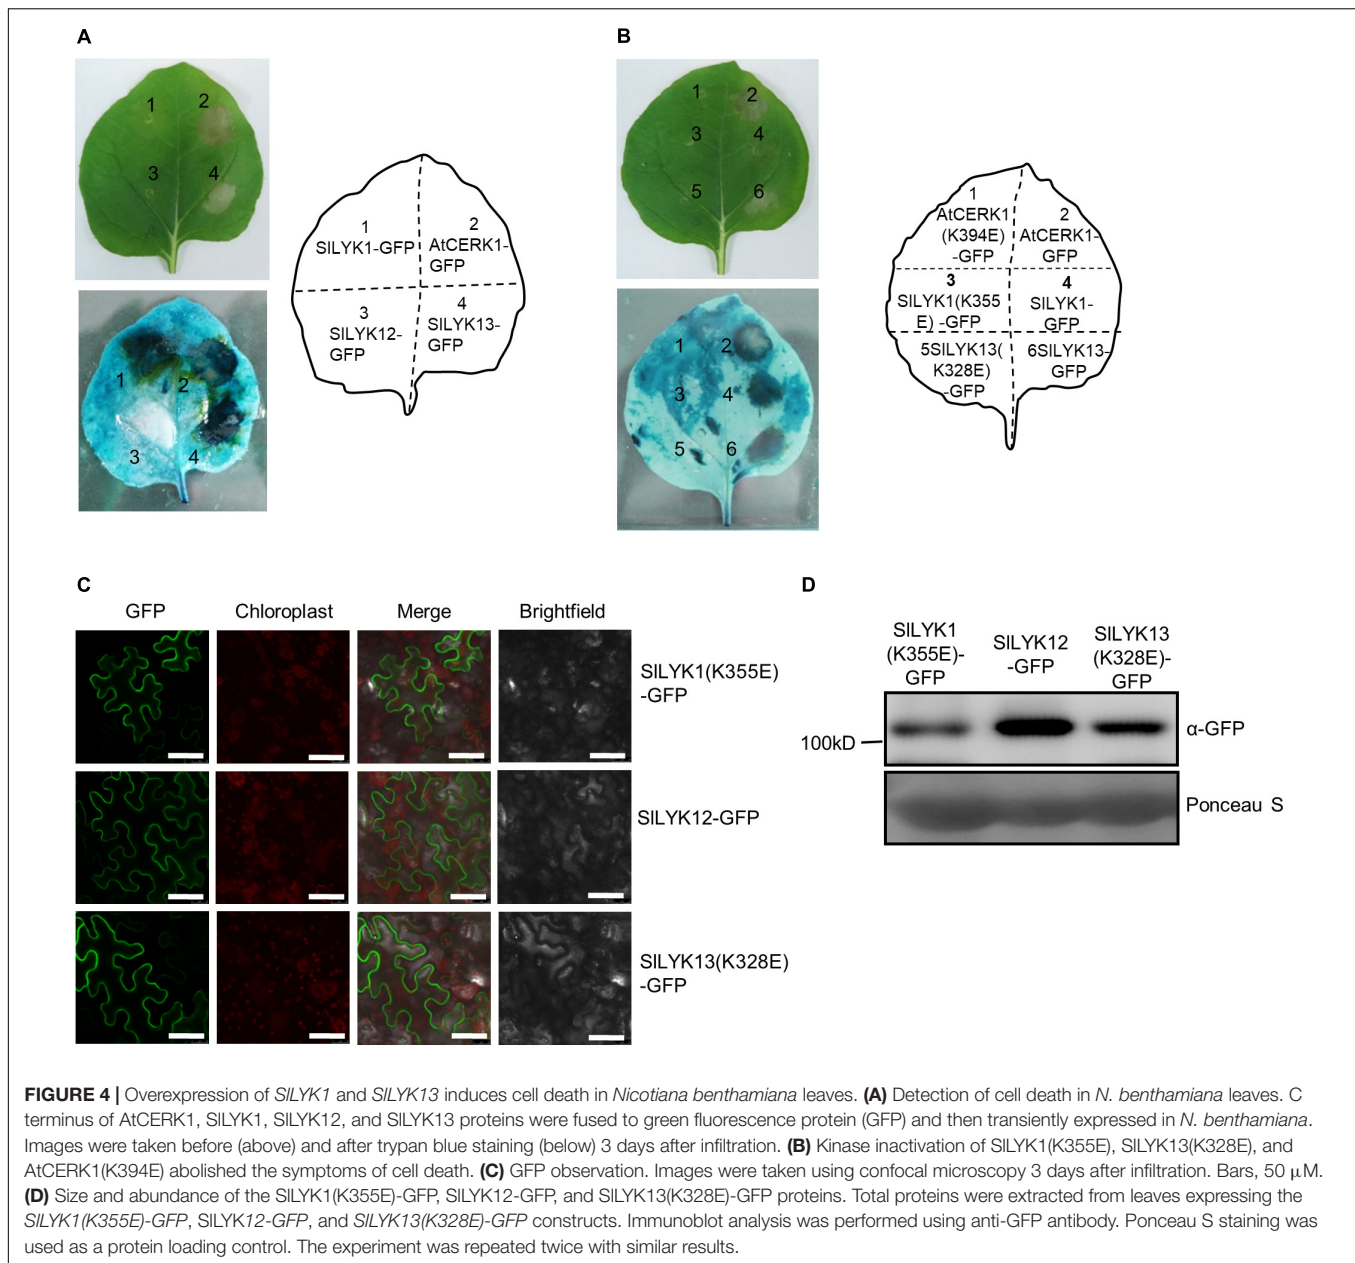 A
1
2
3
4
1
2
3
4
1
SlLYK1-GFP
2
AtCERK1-
GFP
3
SlLYK12-
GFP
4
SlLYK13-
GFP
B
1
2
3
4
5
6
1
2
3
4
5
6
1
AtCERK1
(K394E)
-GFP
2
AtCERK1-
GFP
3
SlLYK1(K355
E) -GFP
4
SlLYK1-
GFP
5SlLYK13(
K328E)
-GFP
6SlLYK13-
GFP
C
GFP Chloroplast Merge Brightfield
SlLYK1(K355E)
-GFP
SlLYK12-GFP
SlLYK13(K328E)
-GFP
D
SlLYK1
(K355E)-
GFP
SlLYK12
-GFP
SlLYK13
(K328E)-
GFP
100kD
α-GFP
Ponceau S
FIGURE 4 | Overexpression of SlLYK1 and SlLYK13 induces cell death in Nicotiana benthamiana leaves. (A) Detection of cell death in N. benthamiana leaves. C
terminus of AtCERK1, SlLYK1, SlLYK12, and SlLYK13 proteins were fused to green fluorescence protein (GFP) and then transiently expressed in N. benthamiana.
Images were taken before (above) and after trypan blue staining (below) 3 days after infiltration. (B) Kinase inactivation of SlLYK1(K355E), SlLYK13(K328E), and
AtCERK1(K394E) abolished the symptoms of cell death. (C) GFP observation. Images were taken using confocal microscopy 3 days after infiltration. Bars, 50 μM.
(D) Size and abundance of the SlLYK1(K355E)-GFP, SlLYK12-GFP, and SlLYK13(K328E)-GFP proteins. Total proteins were extracted from leaves expressing the
SlLYK1(K355E)-GFP, SlLYK12-GFP, and SlLYK13(K328E)-GFP constructs. Immunoblot analysis was performed using anti-GFP antibody. Ponceau S staining was
used as a protein loading control. The experiment was repeated twice with similar results.